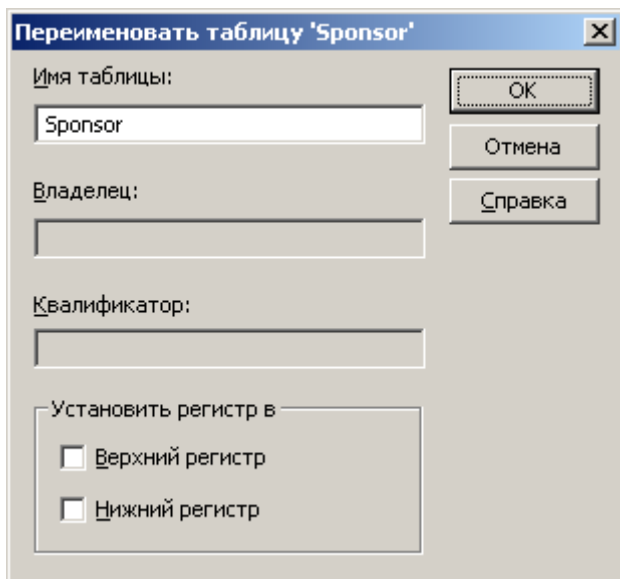 Переименовать таблицу 'Sponsor'
Имя таблицы:
Sponsor
Владелец:
Квалификатор:
Установить регистр в
Верхний регистр
Нижний регистр
OK
Отмена
Справка